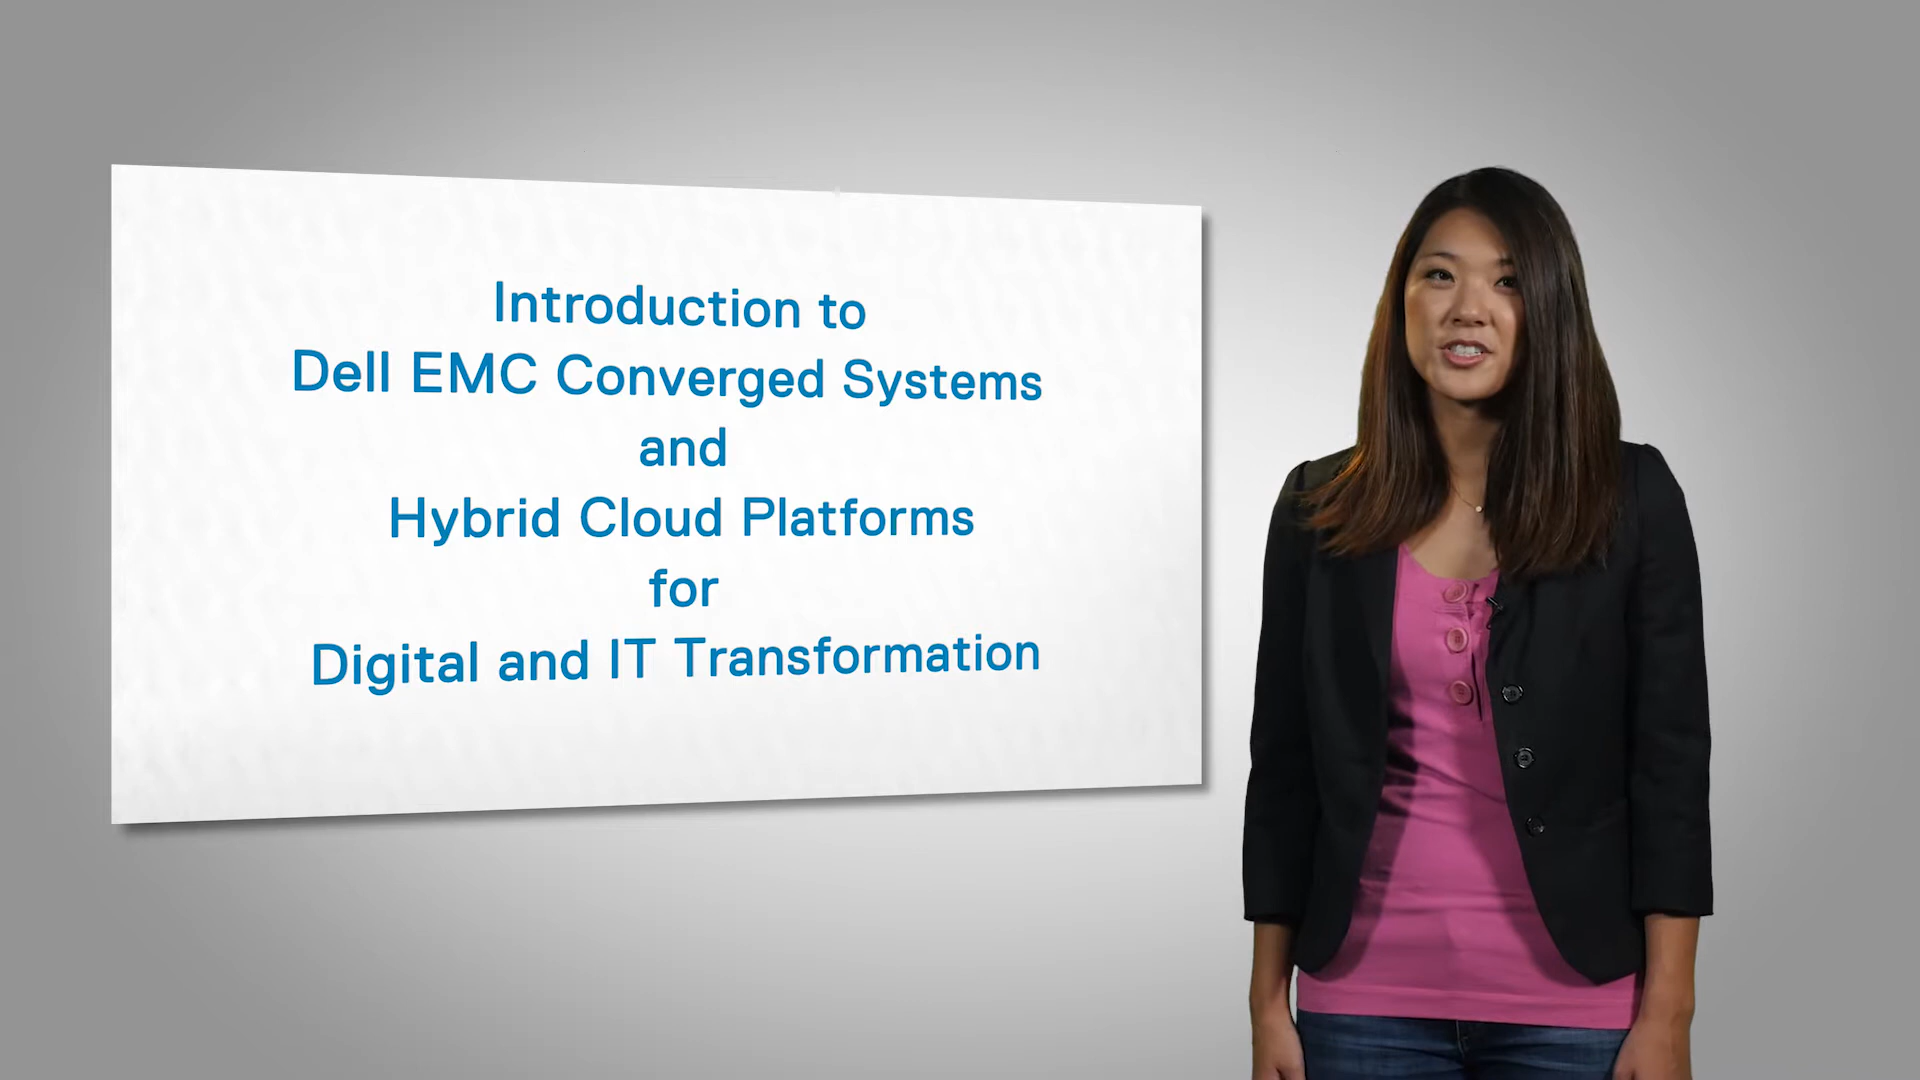 Introduction to
Dell EMC Converged Systems
and
Hybrid Cloud Platforms
for
Digital and IT Transformation